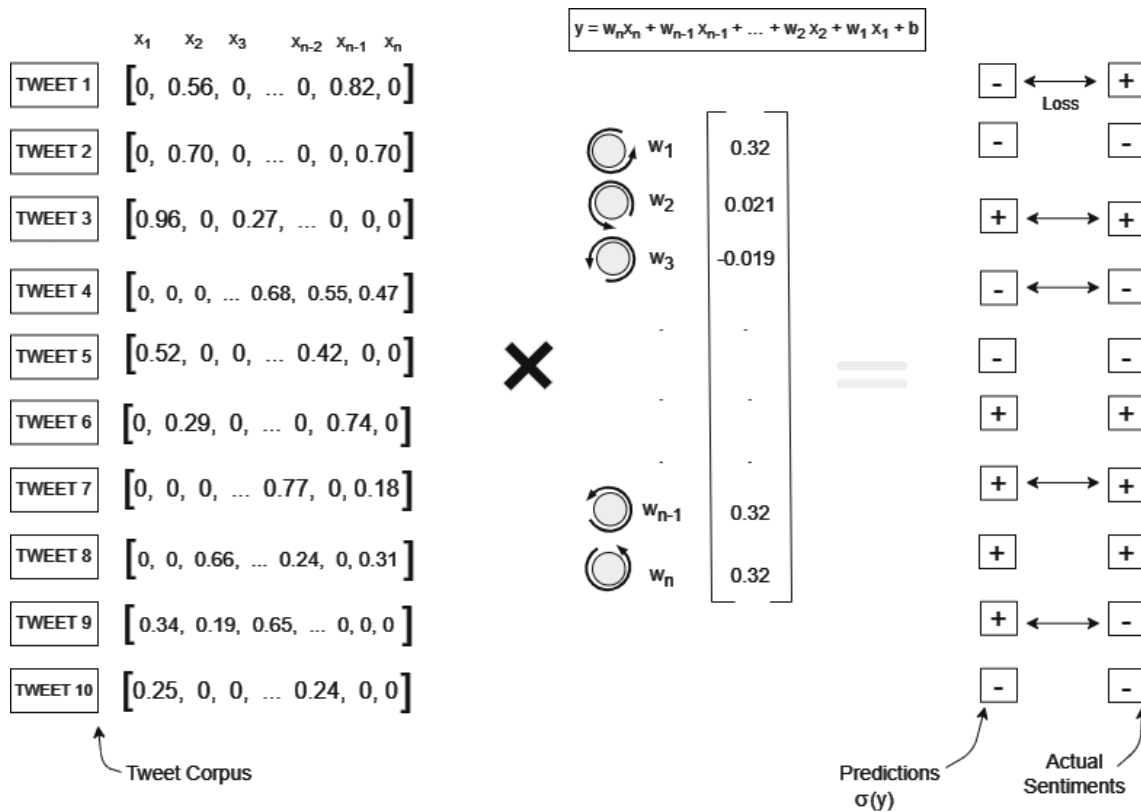 y = wₙxₙ + wₙ₋₁ xₙ₋₁ + ... + w₂ x₂ + w₁ x₁ + b
x₁ x₂ x₃ xₙ₋₂ xₙ₋₁ xₙ
TWEET 1 [0, 0.56, 0, ... 0, 0.82, 0] - +
Loss
TWEET 2 [0, 0.70, 0, ... 0, 0, 0.70] w₁ 0.32 - -
TWEET 3 [0.96, 0, 0.27, ... 0, 0, 0] w₂ 0.021 + +
w₃ -0.019
TWEET 4 [0, 0, 0, ... 0.68, 0.55, 0.47] - -
TWEET 5 [0.52, 0, 0, ... 0.42, 0, 0] × = - -
TWEET 6 [0, 0.29, 0, ... 0, 0.74, 0] + +
TWEET 7 [0, 0, 0, ... 0.77, 0, 0.18] + +
wₙ₋₁ 0.32
TWEET 8 [0, 0, 0.66, ... 0.24, 0, 0.31] + +
wₙ 0.32
TWEET 9 [0.34, 0.19, 0.65, ... 0, 0, 0] + -
TWEET 10 [0.25, 0, 0, ... 0.24, 0, 0] - -
Tweet Corpus
Predictions
σ(y)
Actual
Sentiments